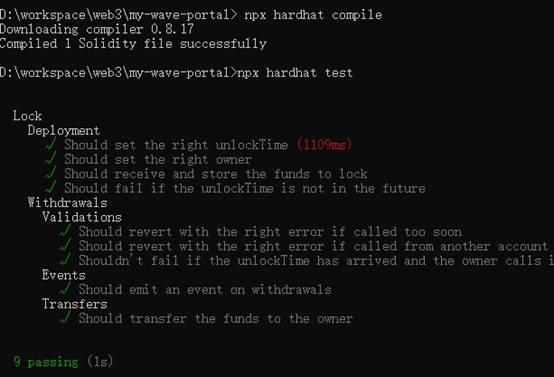 D:\workspace\web3\my-wave-portal> npx hardhat compile
Downloading compiler 0.8.17
Compiled 1 Solidity file successfully
D:\workspace\web3\my-wave-portal>npx hardhat test
Lock
Deployment
√ Should set the right unlockTime (1109ms)
√ Should set the right owner
√ Should receive and store the funds to lock
√ Should fail if the unlockTime is not in the future
Withdrawals
Validations
√ Should revert with the right error if called too soon
√ Should revert with the right error if called from another account
√ Shouldn't fail if the unlockTime has arrived and the owner calls i
Events
√ Should emit an event on withdrawals
Transfers
√ Should transfer the funds to the owner
9 passing (1s)